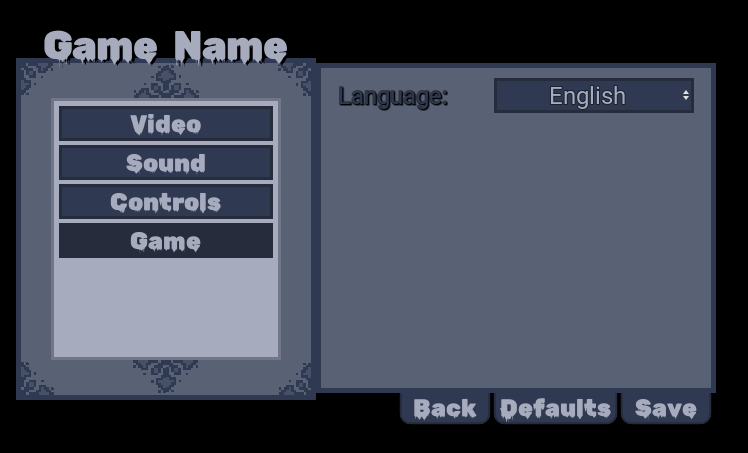 Game Name
Video
Sound
Controls
Game
Language:
English
Back
Defaults
Save